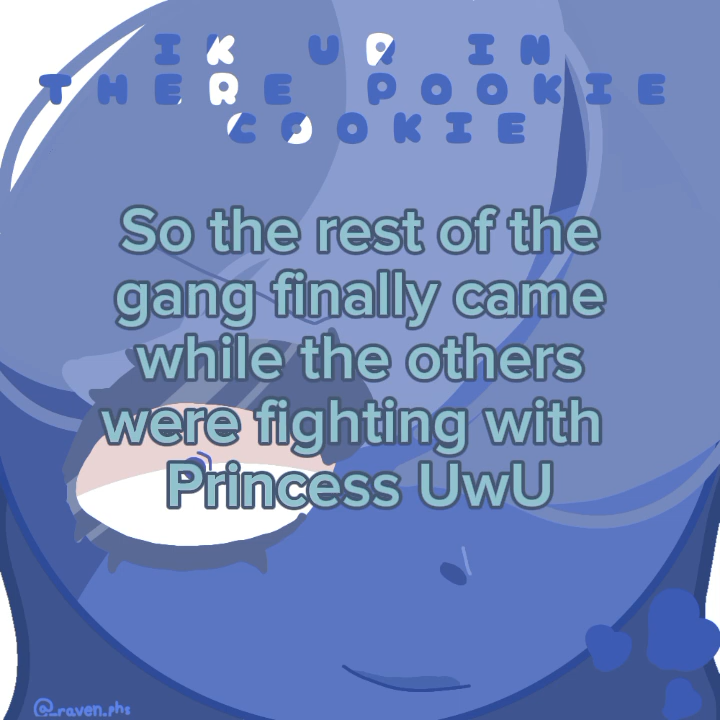 IK UR IN
THERE POOKIE
COOKIE
So the rest of the
gang finally came
while the others
were fighting with
Princess UwU
@_raven.phs